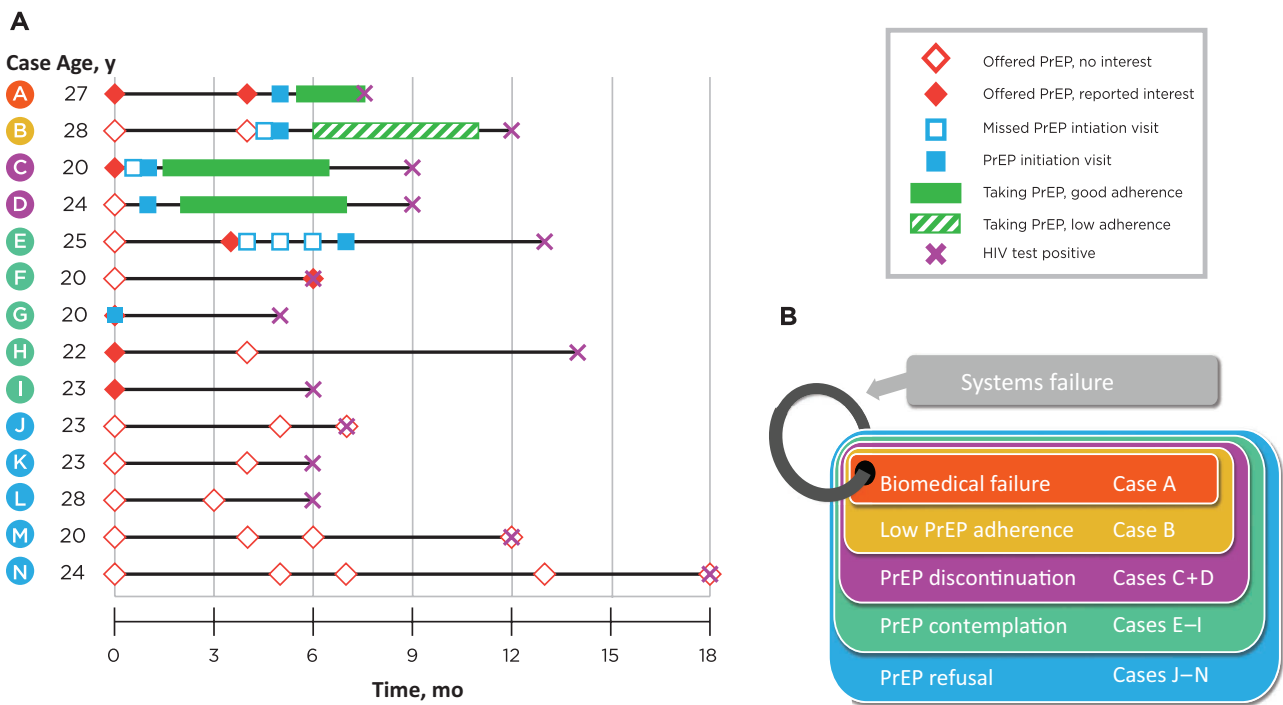 A
Case Age, y
A 27
B 28
C 20
D 24
E 25
F 20
G 20
H 22
I 23
J 23
K 23
L 28
M 20
N 24
0 3 6 9 12 15 18
Time, mo
Offered PrEP, no interest
Offered PrEP, reported interest
Missed PrEP intiation visit
PrEP initiation visit
Taking PrEP, good adherence
Taking PrEP, low adherence
HIV test positive
B
Systems failure
Biomedical failure Case A
Low PrEP adherence Case B
PrEP discontinuation Cases C+D
PrEP contemplation Cases E–I
PrEP refusal Cases J–N